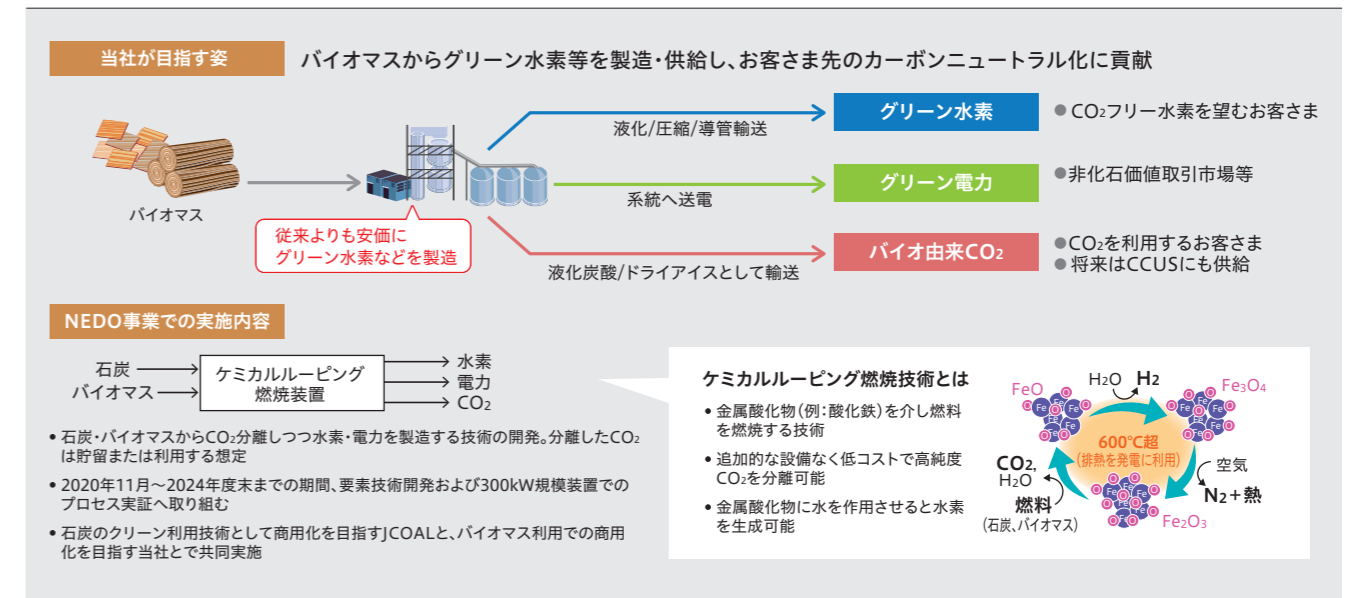 当社が目指す姿
バイオマスからグリーン水素等を製造・供給し、お客さま先のカーボンニュートラル化に貢献
バイオマス
従来よりも安価に
グリーン水素などを製造
液化/圧縮/導管輸送
グリーン水素
●CO₂フリー水素を望むお客さま
系統へ送電
グリーン電力
●非化石価値取引市場等
液化炭酸/ドライアイスとして輸送
バイオ由来CO₂
●CO₂を利用するお客さま
●将来はCCUSにも供給
NEDO事業での実施内容
石炭
バイオマス
ケミカルルーピング
燃焼装置
水素
電力
CO₂
• 石炭・バイオマスからCO₂分離しつつ水素・電力を製造する技術の開発。分離したCO₂
は貯留または利用する想定
• 2020年11月〜2024年度末までの期間、要素技術開発および300kW規模装置での
プロセス実証へ取り組む
• 石炭のクリーン利用技術として商用化を目指すJCOALと、バイオマス利用での商用
化を目指す当社とで共同実施
ケミカルルーピング燃焼技術とは
• 金属酸化物(例:酸化鉄)を介し燃料
を燃焼する技術
• 追加的な設備なく低コストで高純度
CO₂を分離可能
• 金属酸化物に水を作用させると水素
を生成可能
FeO
H₂O
H₂
Fe₃O₄
600℃超
(排熱を発電に利用)
空気
N₂+熱
Fe₂O₃
CO₂,
H₂O
燃料
(石炭、バイオマス)